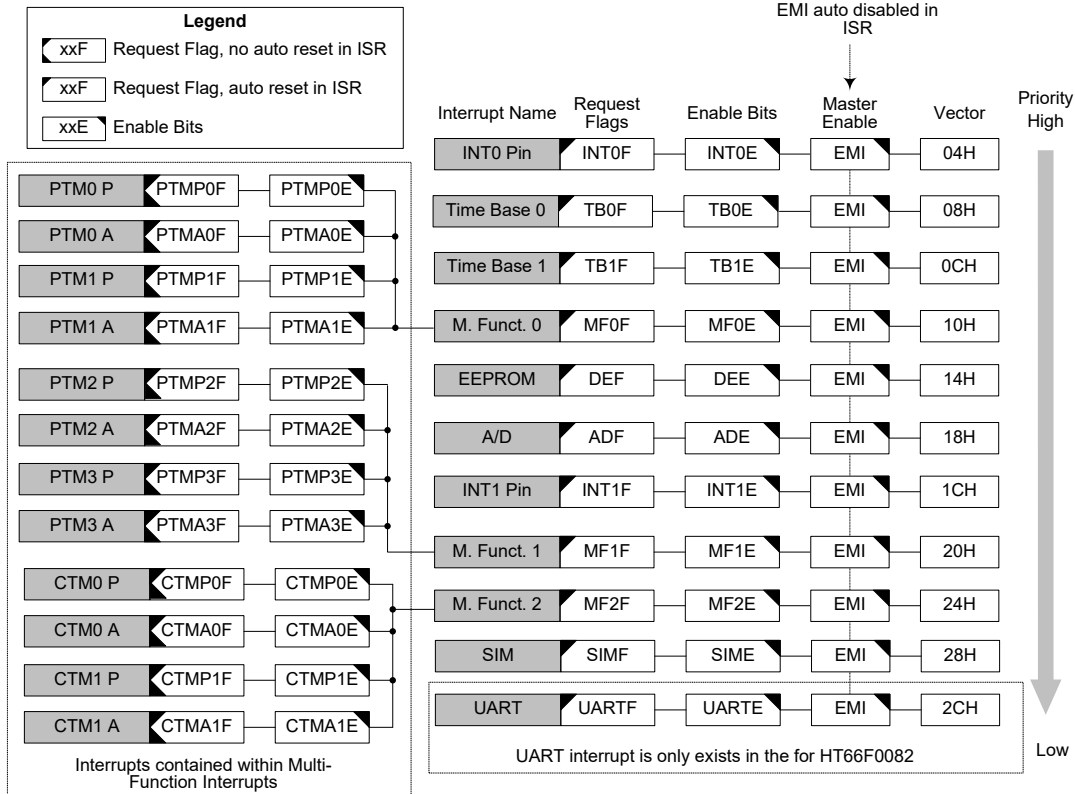 Legend
xxF Request Flag, no auto reset in ISR
xxF Request Flag, auto reset in ISR
xxE Enable Bits
EMI auto disabled in
ISR
Interrupt Name Request Flags Enable Bits Master Enable Vector Priority High
INT0 Pin INT0F INT0E EMI 04H
Time Base 0 TB0F TB0E EMI 08H
Time Base 1 TB1F TB1E EMI 0CH
M. Funct. 0 MF0F MF0E EMI 10H
EEPROM DEF DEE EMI 14H
A/D ADF ADE EMI 18H
INT1 Pin INT1F INT1E EMI 1CH
M. Funct. 1 MF1F MF1E EMI 20H
M. Funct. 2 MF2F MF2E EMI 24H
SIM SIMF SIME EMI 28H
UART UARTF UARTE EMI 2CH
UART interrupt is only exists in the for HT66F0082
Low
PTM0 P PTMP0F PTMP0E
PTM0 A PTMA0F PTMA0E
PTM1 P PTMP1F PTMP1E
PTM1 A PTMA1F PTMA1E
PTM2 P PTMP2F PTMP2E
PTM2 A PTMA2F PTMA2E
PTM3 P PTMP3F PTMP3E
PTM3 A PTMA3F PTMA3E
CTM0 P CTMP0F CTMP0E
CTM0 A CTMA0F CTMA0E
CTM1 P CTMP1F CTMP1E
CTM1 A CTMA1F CTMA1E
Interrupts contained within Multi-
Function Interrupts